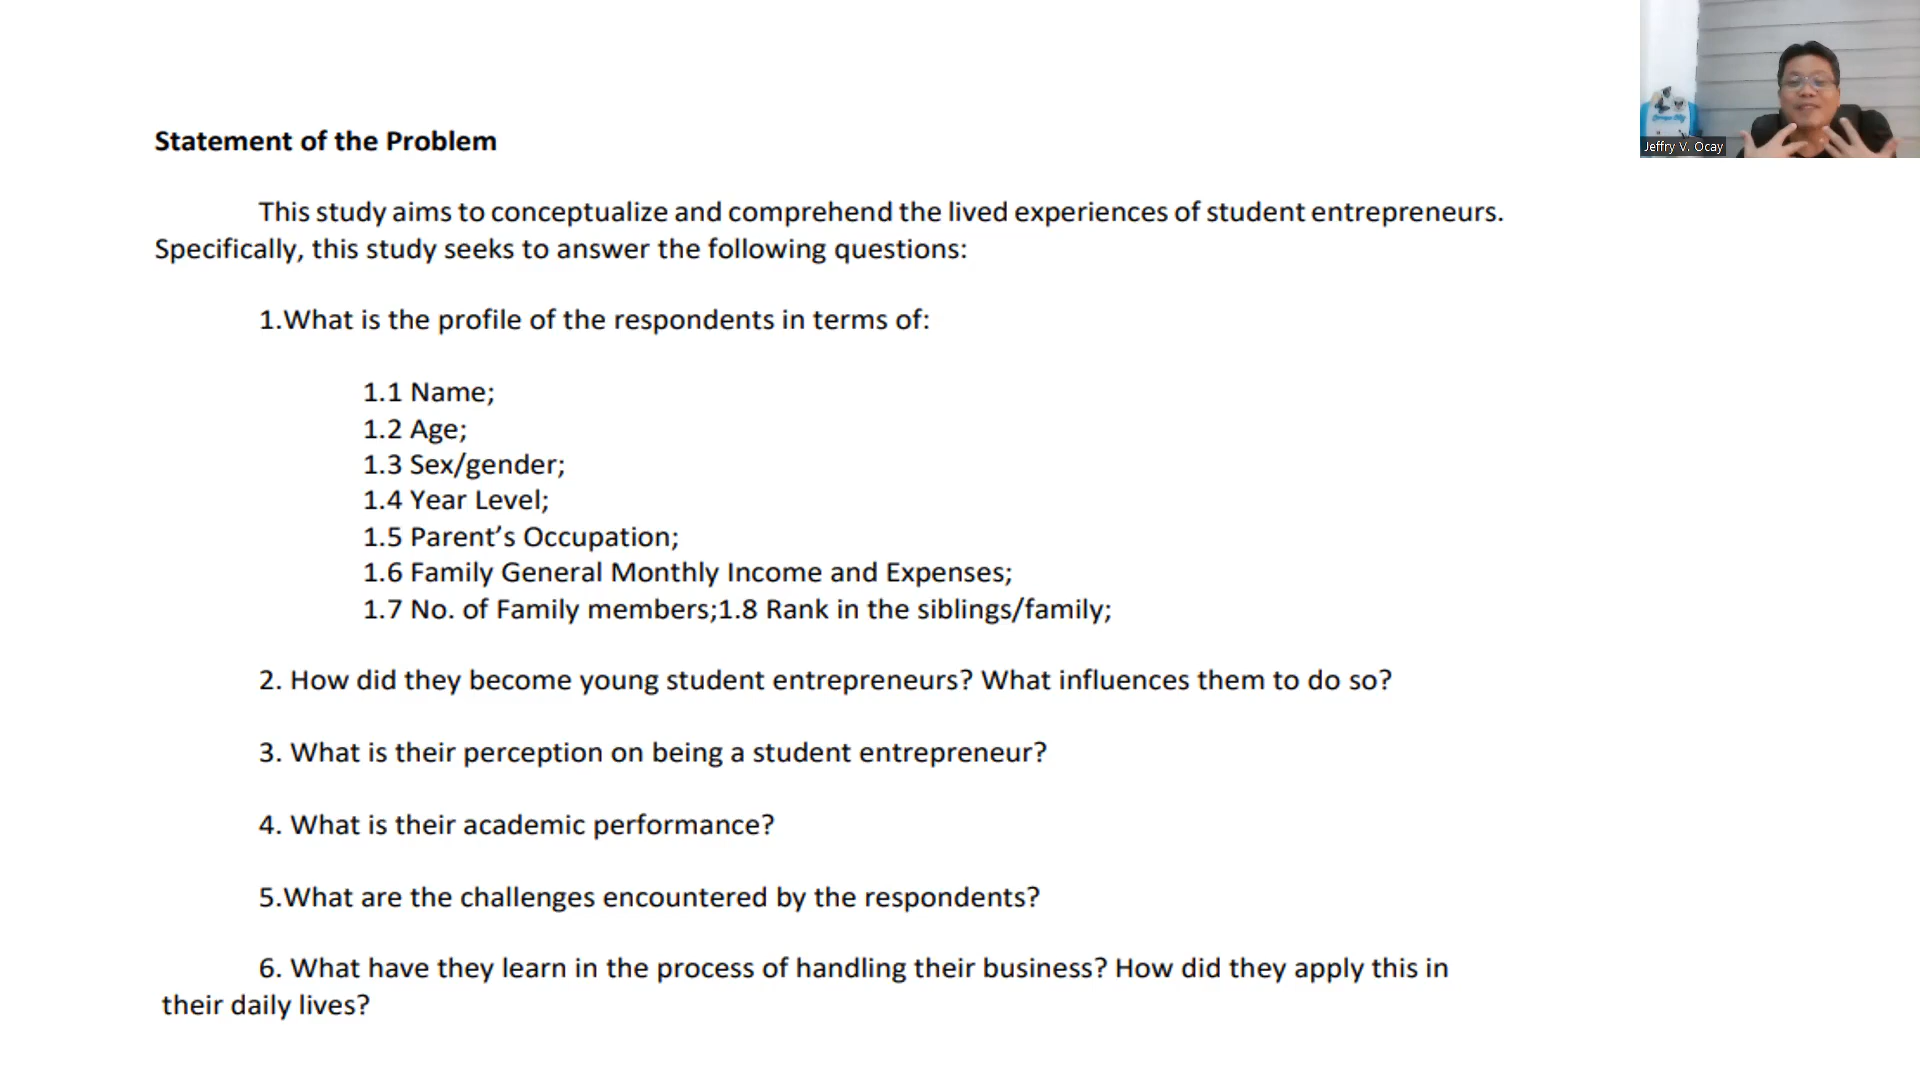 Statement of the Problem
This study aims to conceptualize and comprehend the lived experiences of student entrepreneurs.
Specifically, this study seeks to answer the following questions:
1.What is the profile of the respondents in terms of:
1.1 Name;
1.2 Age;
1.3 Sex/gender;
1.4 Year Level;
1.5 Parent’s Occupation;
1.6 Family General Monthly Income and Expenses;
1.7 No. of Family members;1.8 Rank in the siblings/family;
2. How did they become young student entrepreneurs? What influences them to do so?
3. What is their perception on being a student entrepreneur?
4. What is their academic performance?
5.What are the challenges encountered by the respondents?
6. What have they learn in the process of handling their business? How did they apply this in
their daily lives?
Jeffry V. Ocay